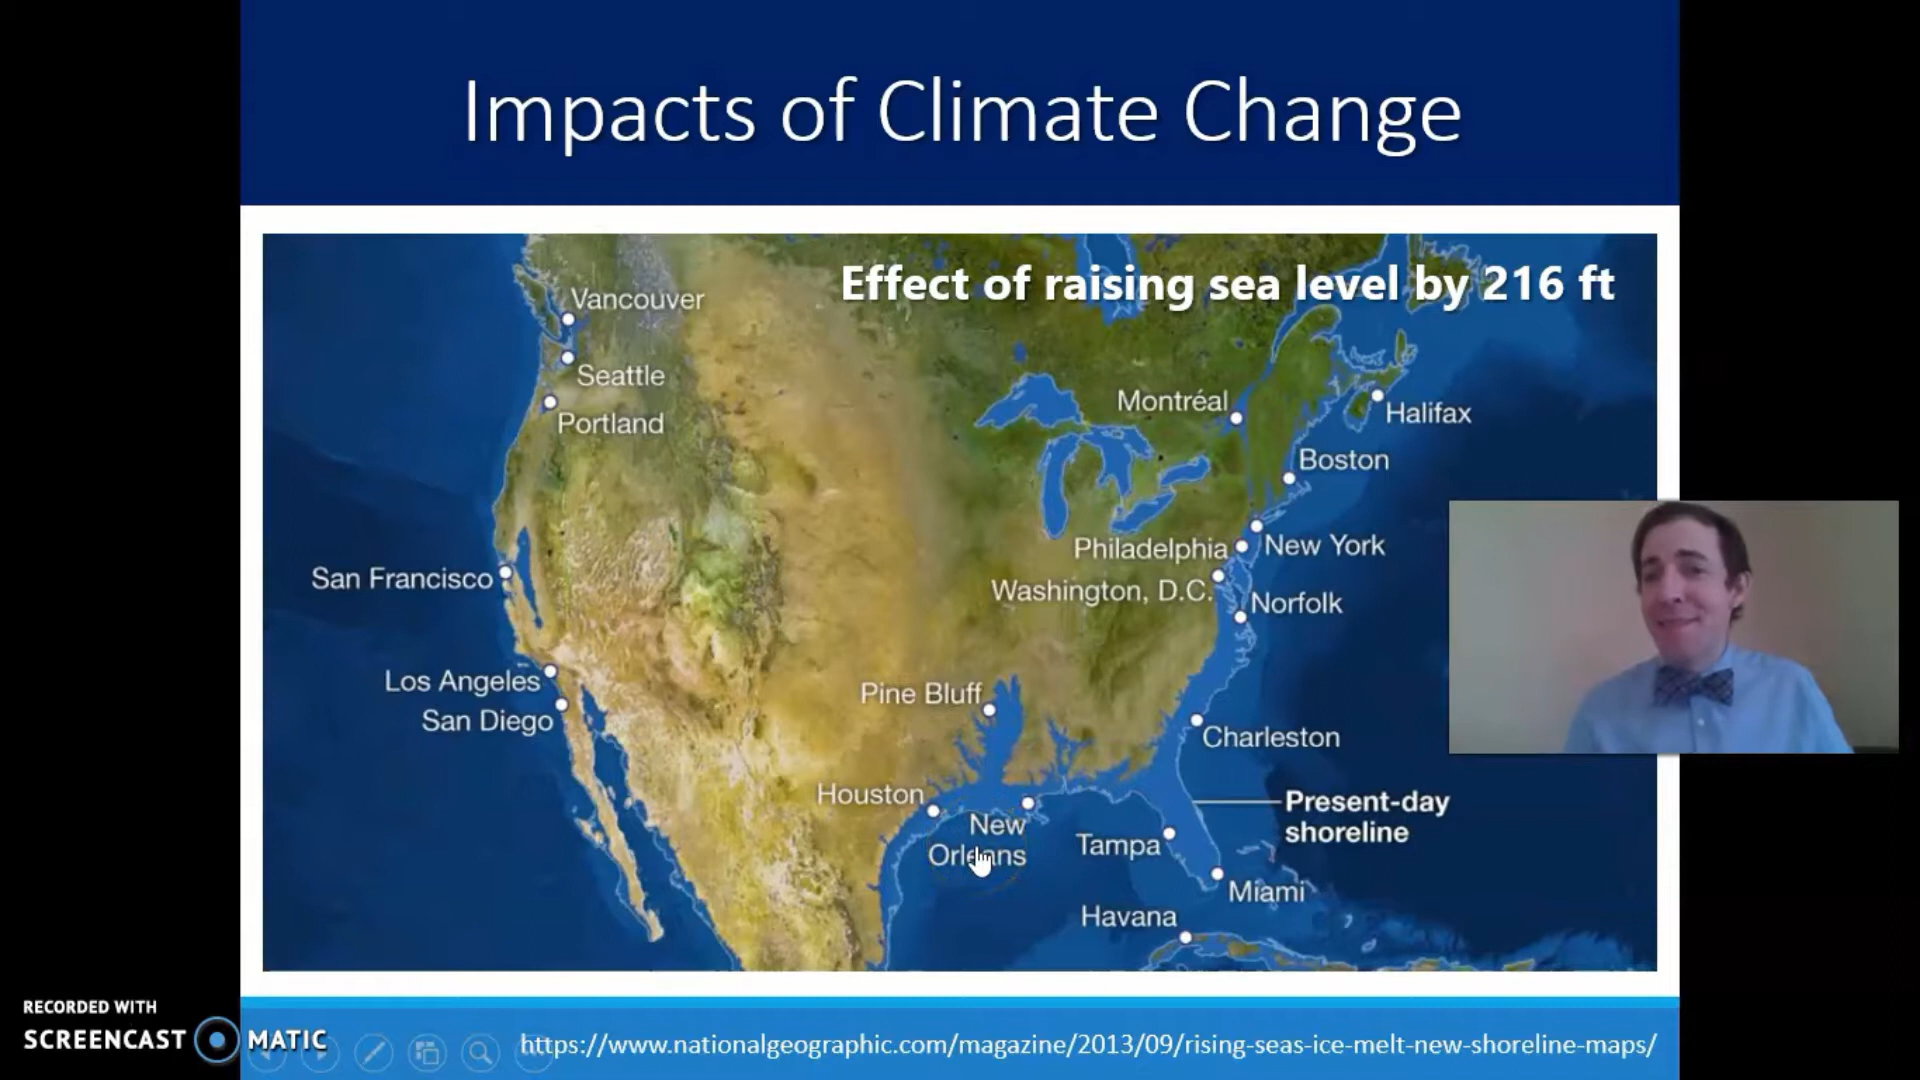 Impacts of Climate Change
Effect of raising sea level by 216 ft
Vancouver
Seattle
Portland
Montréal
Halifax
Boston
New York
Philadelphia
Washington, D.C.
Norfolk
San Francisco
Los Angeles
San Diego
Pine Bluff
Charleston
Houston
New
Orleans
Tampa
Present-day
shoreline
Miami
Havana
RECORDED WITH
SCREENCAST MATIC
https://www.nationalgeographic.com/magazine/2013/09/rising-seas-ice-melt-new-shoreline-maps/